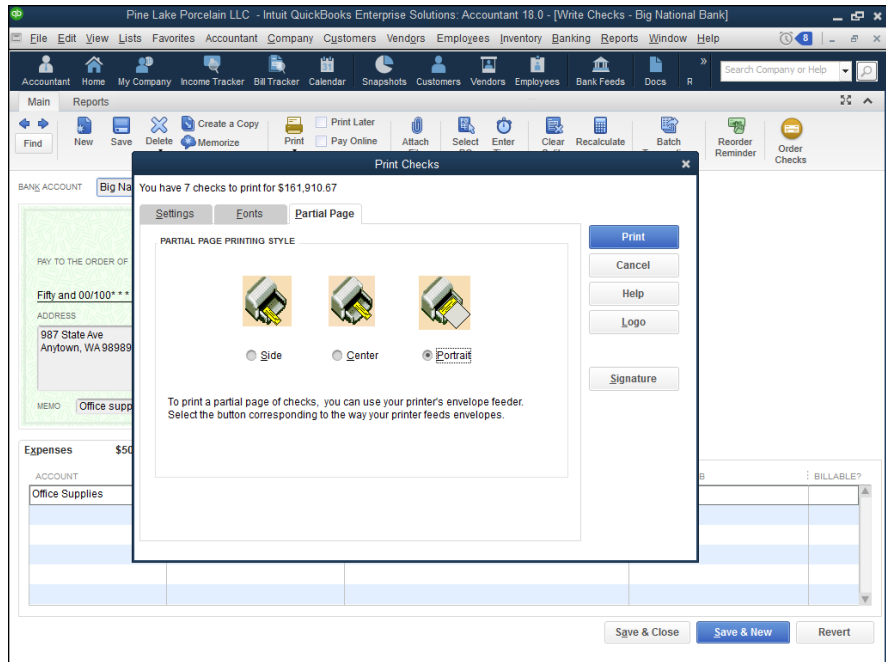 qb Pine Lake Porcelain LLC - Intuit QuickBooks Enterprise Solutions: Accountant 18.0 - [Write Checks - Big National Bank]
File Edit View Lists Favorites Accountant Company Customers Vendors Employees Inventory Banking Reports Window Help 8
Accountant Home My Company Income Tracker Bill Tracker Calendar Snapshots Customers Vendors Employees Bank Feeds Docs R » Search Company or Help
31
Main Reports
Find New Save Delete Create a Copy Memorize Print Print Later Pay Online Attach Select Enter Clear Recalculate Batch Reorder Reminder Order Checks
Print Checks
BANK ACCOUNT Big Na
You have 7 checks to print for $161,910.67
Settings Fonts Partial Page
PARTIAL PAGE PRINTING STYLE
Side Center Portrait
To print a partial page of checks, you can use your printer's envelope feeder.
Select the button corresponding to the way your printer feeds envelopes.
Print
Cancel
Help
Logo
Signature
PAY TO THE ORDER OF
Fifty and 00/100* * *
ADDRESS
987 State Ave
Anytown, WA 98989
MEMO Office supp
Expenses $50
ACCOUNT B BILLABLE?
Office Supplies
Save & Close Save & New Revert